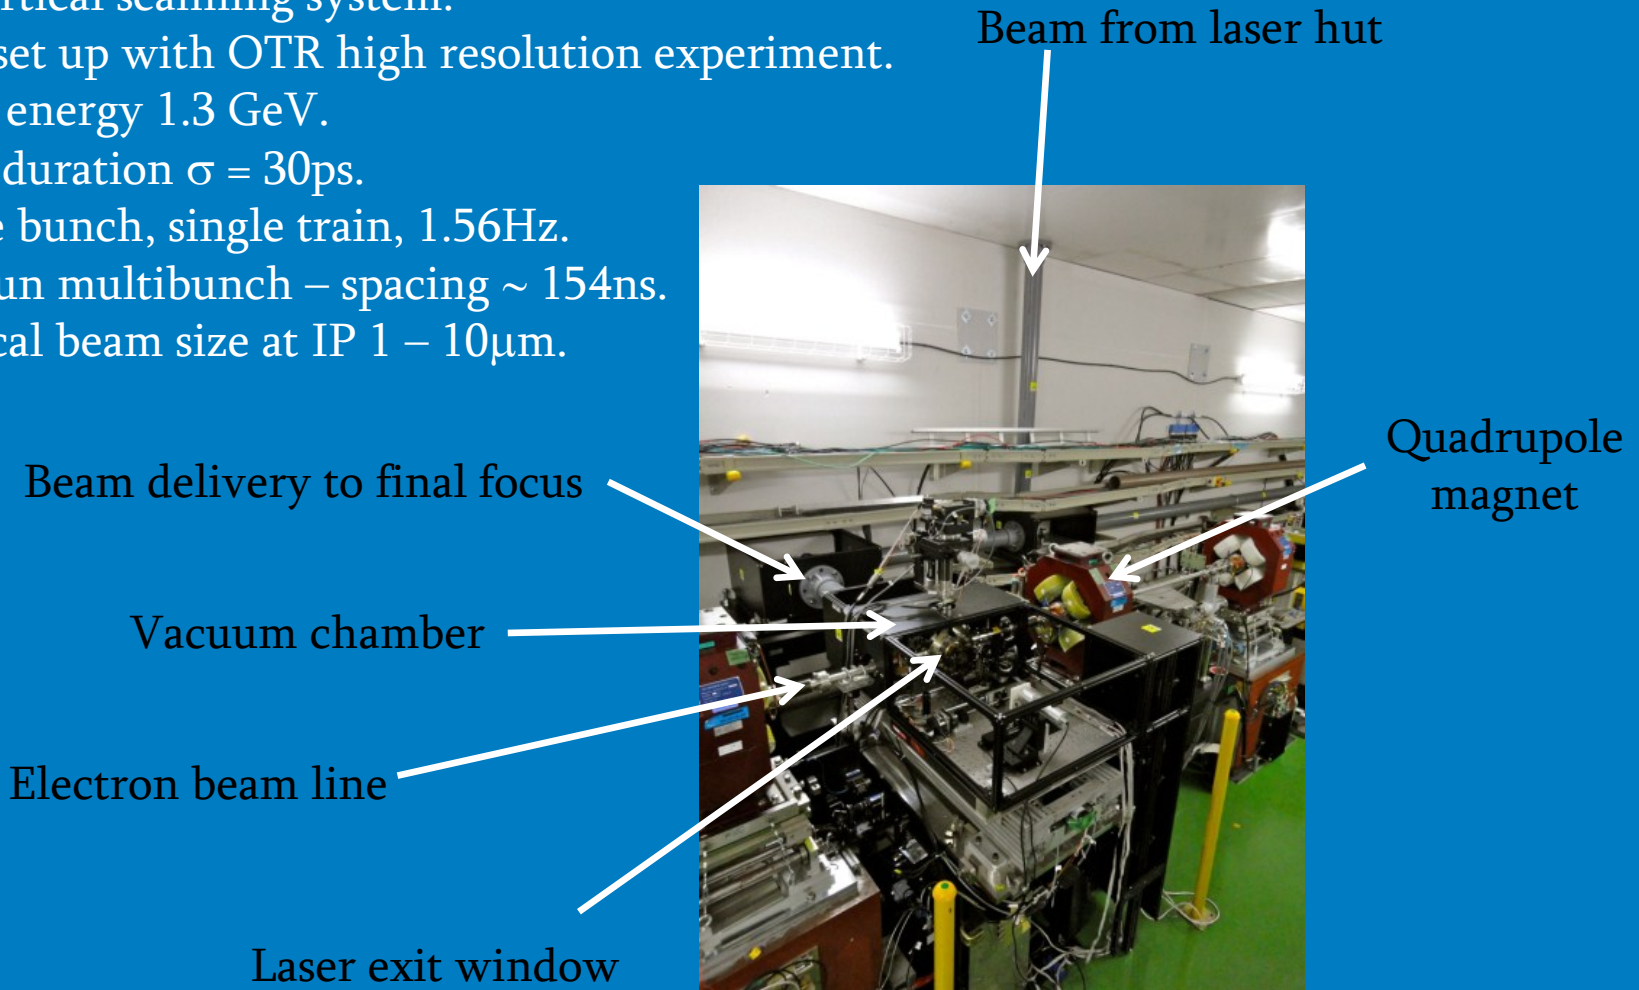 scanning system.
set up with OTR high resolution experiment.
energy 1.3 GeV.
duration σ = 30ps.
bunch, single train, 1.56Hz.
multibunch – spacing ~ 154ns.
beam size at IP 1 – 10μm.
Beam from laser hut
Quadrupole
magnet
Beam delivery to final focus
Vacuum chamber
Electron beam line
Laser exit window